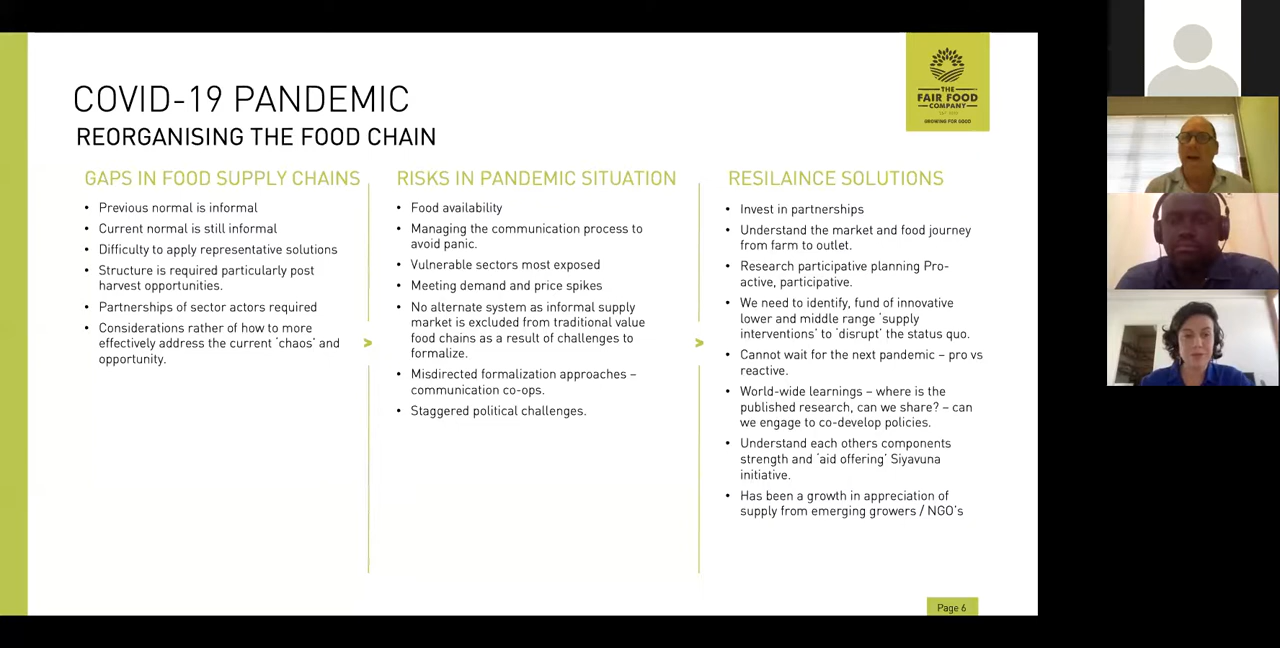 COVID-19 PANDEMIC
REORGANISING THE FOOD CHAIN
THE
FAIR FOOD
COMPANY
GROWING FOR GOOD
GAPS IN FOOD SUPPLY CHAINS
• Previous normal is informal
• Current normal is still informal
• Difficulty to apply representative solutions
• Structure is required particularly post
harvest opportunities.
• Partnerships of sector actors required
• Considerations rather of how to more
effectively address the current 'chaos' and
opportunity.
>
RISKS IN PANDEMIC SITUATION
• Food availability
• Managing the communication process to
avoid panic.
• Vulnerable sectors most exposed
• Meeting demand and price spikes
• No alternate system as informal supply
market is excluded from traditional value
food chains as a result of challenges to
formalize.
• Misdirected formalization approaches –
communication co-ops.
• Staggered political challenges.
>
RESILAINCE SOLUTIONS
• Invest in partnerships
• Understand the market and food journey
from farm to outlet.
• Research participative planning Pro-
active, participative.
• We need to identify, fund of innovative
lower and middle range 'supply
interventions' to 'disrupt' the status quo.
• Cannot wait for the next pandemic – pro vs
reactive.
• World-wide learnings – where is the
published research, can we share? – can
we engage to co-develop policies.
• Understand each others components
strength and 'aid offering' Siyavuna
initiative.
• Has been a growth in appreciation of
supply from emerging growers / NGO's
Page 6